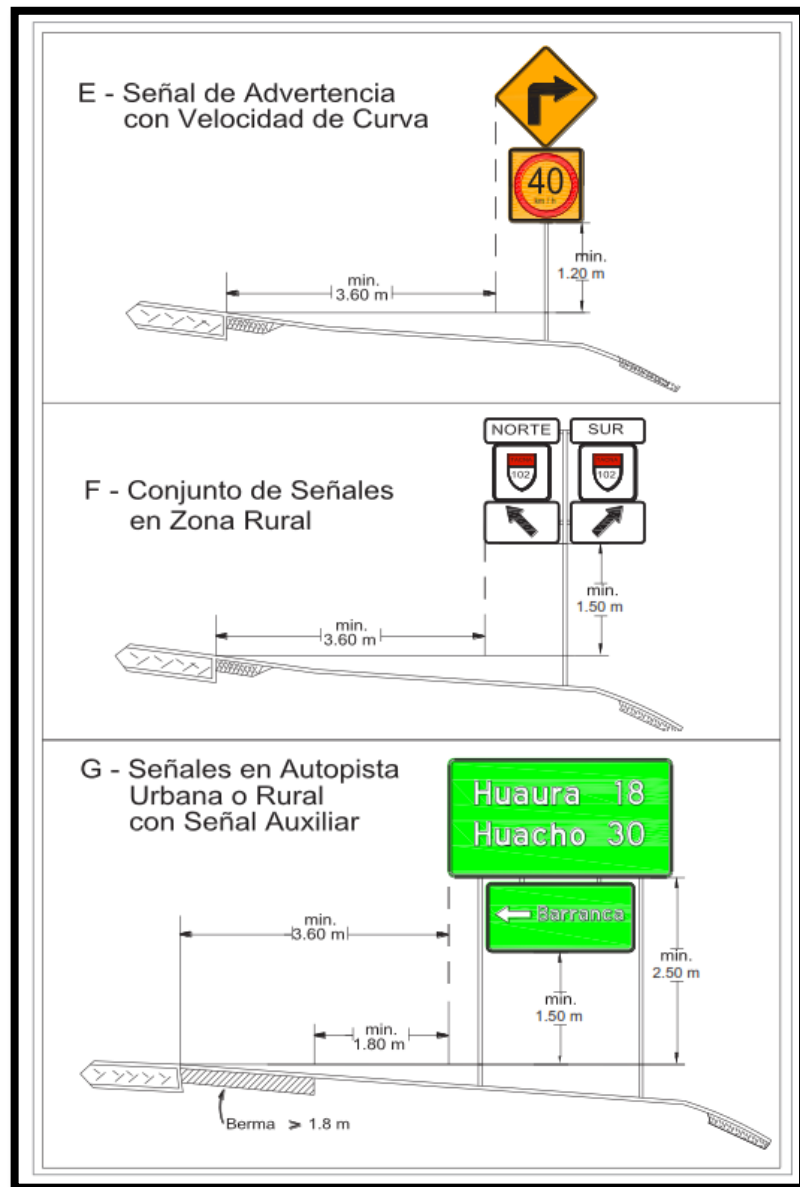 E - Señal de Advertencia
con Velocidad de Curva
40
km / h
min.
1.20 m
min.
3.60 m
NORTE
SUR
102
102
F - Conjunto de Señales
en Zona Rural
min.
1.50 m
min.
3.60 m
G - Señales en Autopista
Urbana o Rural
con Señal Auxiliar
Huaura 18
Huacho 30
Barranca
min.
3.60 m
min.
2.50 m
min.
1.50 m
min.
1.80 m
Berma ⩾ 1.8 m